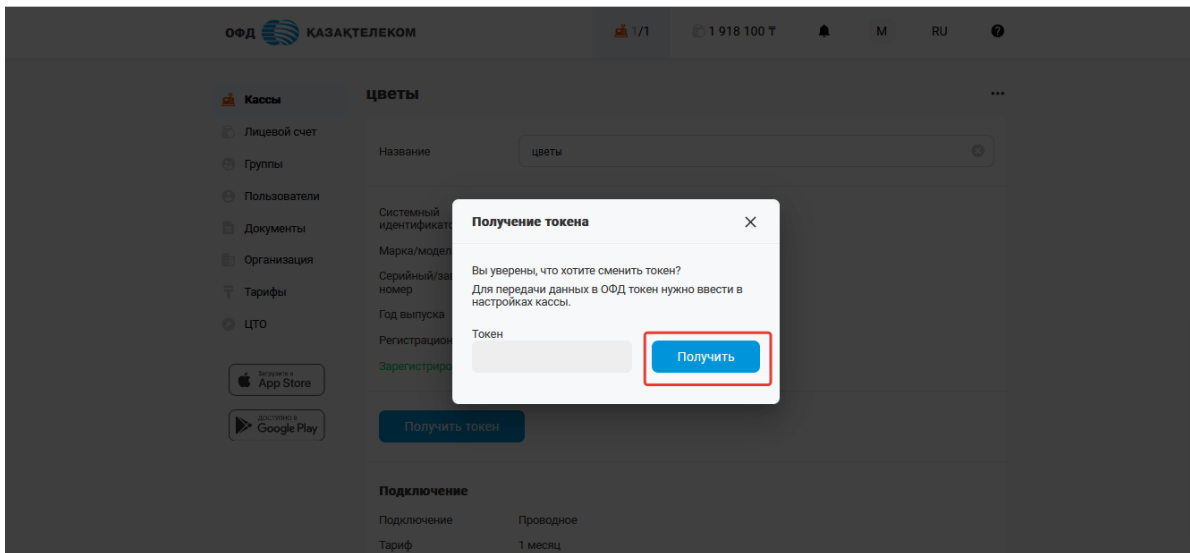 ОФД ҚАЗАҚТЕЛЕКОМ
1/1
1 918 100 ₸
M
RU
Кассы
Лицевой счет
Группы
Пользователи
Документы
Организация
Тарифы
ЦТО
Загрузите в
App Store
ДОСТУПНО В
Google Play
цветы
Название
цветы
Системный
идентификато
Марка/модел
Серийный/за
номер
Год выпуска
Регистрацион
Зарегистриро
Получение токена
Вы уверены, что хотите сменить токен?
Для передачи данных в ОФД токен нужно ввести в
настройках кассы.
Токен
Получить
Получить токен
Подключение
Подключение Проводное
Тариф 1 месяц